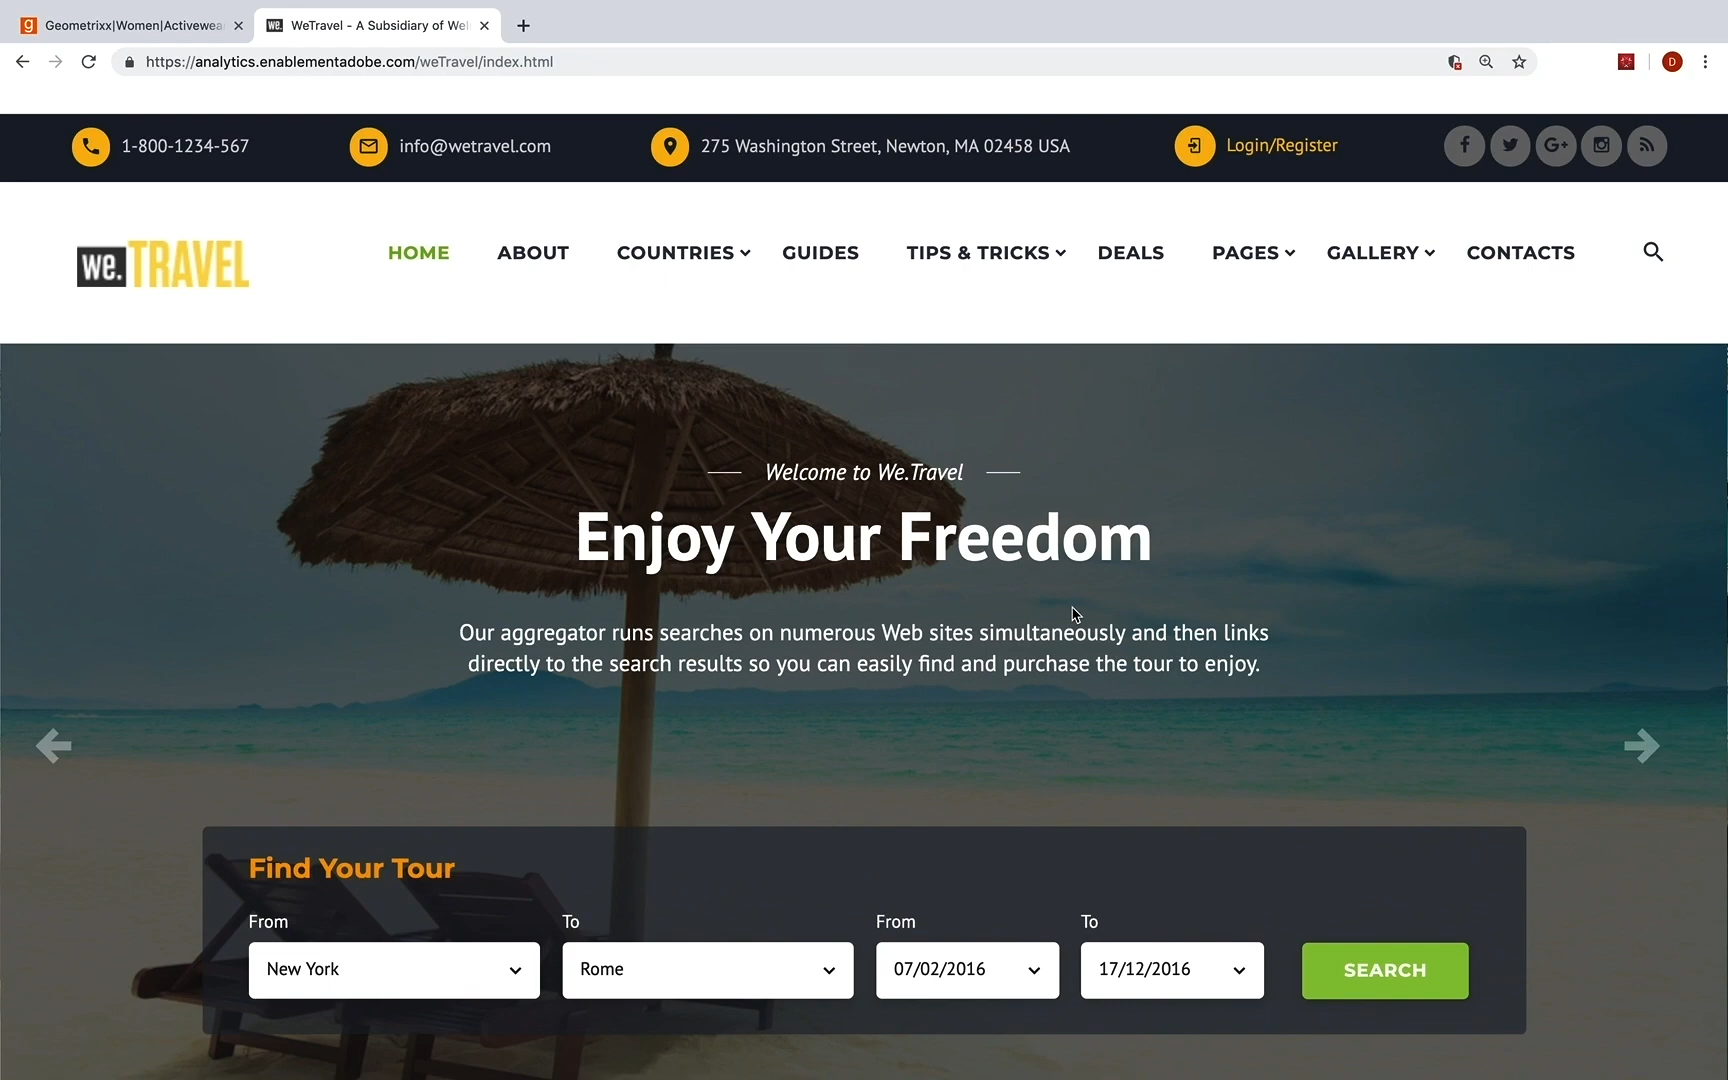 Geometrixx|Women|Activewea
WeTravel - A Subsidiary of Wel
https://analytics.enablementadobe.com/weTravel/index.html
D
1-800-1234-567
info@wetravel.com
275 Washington Street, Newton, MA 02458 USA
Login/Register
we.TRAVEL
HOME
ABOUT
COUNTRIES
GUIDES
TIPS & TRICKS
DEALS
PAGES
GALLERY
CONTACTS
Welcome to We.Travel
Enjoy Your Freedom
Our aggregator runs searches on numerous Web sites simultaneously and then links
directly to the search results so you can easily find and purchase the tour to enjoy.
Find Your Tour
From
To
From
To
New York
Rome
07/02/2016
17/12/2016
SEARCH